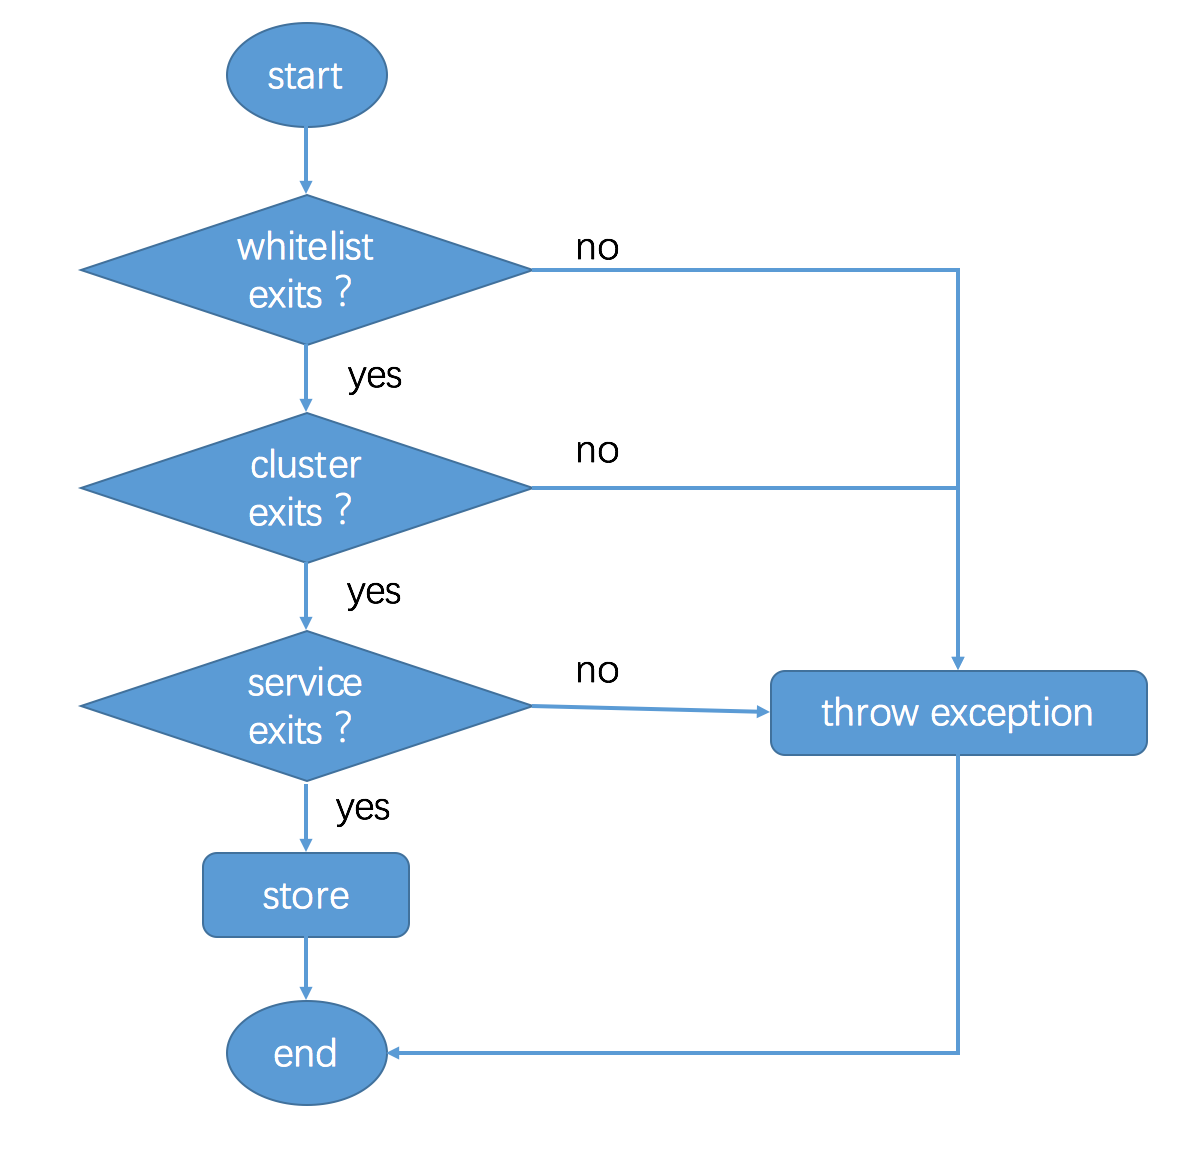 start
whitelist
exits？
no
yes
cluster
exits？
no
yes
service
exits？
no
throw exception
yes
store
end